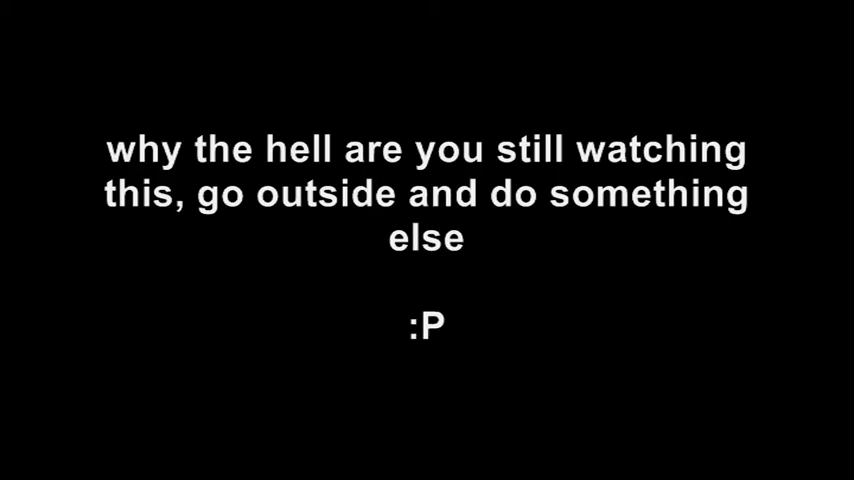 why the hell are you still watching
this, go outside and do something
else
:P